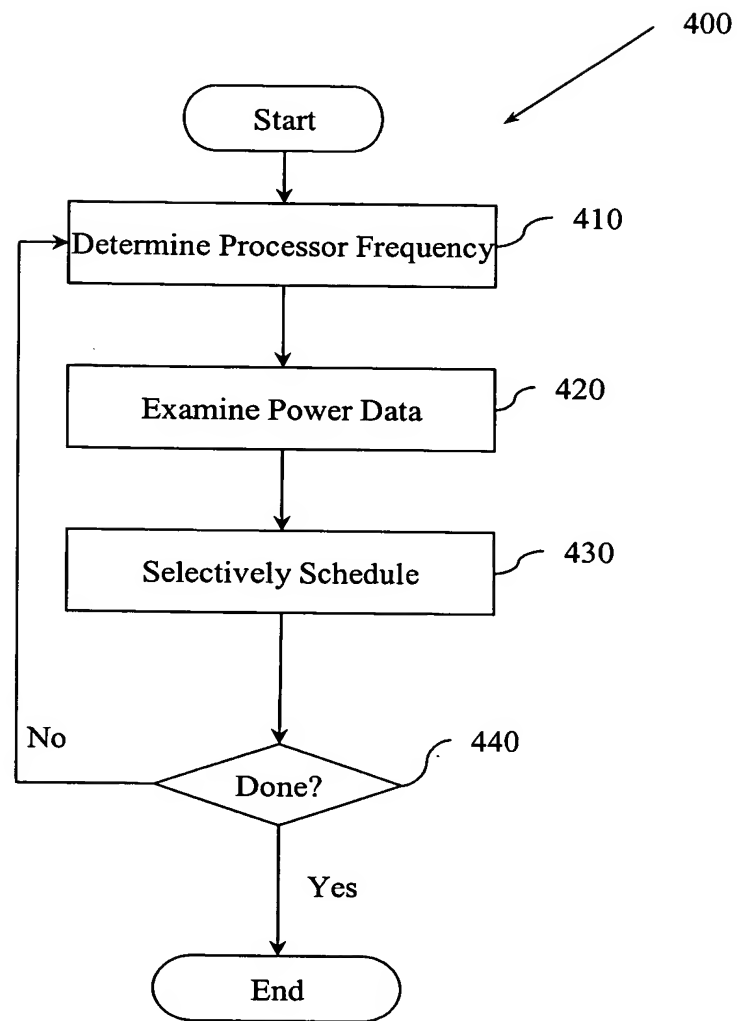 400
Start
410
Determine Processor Frequency
420
Examine Power Data
430
Selectively Schedule
No
440
Done?
Yes
End